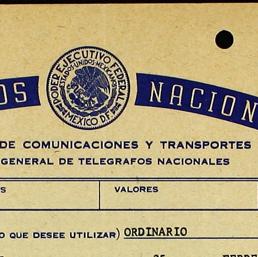 OS NACION
PODER EJECUTIVO FEDERAL
ESTADOS UNIDOS MEXICANOS
MEXICO D.F.
DE COMUNICACIONES Y TRANSPORTES
GENERAL DE TELEGRAFOS NACIONALES
S VALORES
O QUE DESEE UTILIZAR) ORDINARIO